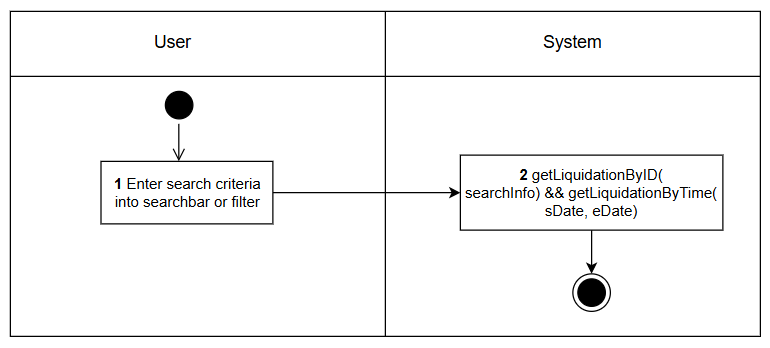 User
System
1 Enter search criteria
into searchbar or filter
2 getLiquidationByID(
searchInfo) && getLiquidationByTime(
sDate, eDate)